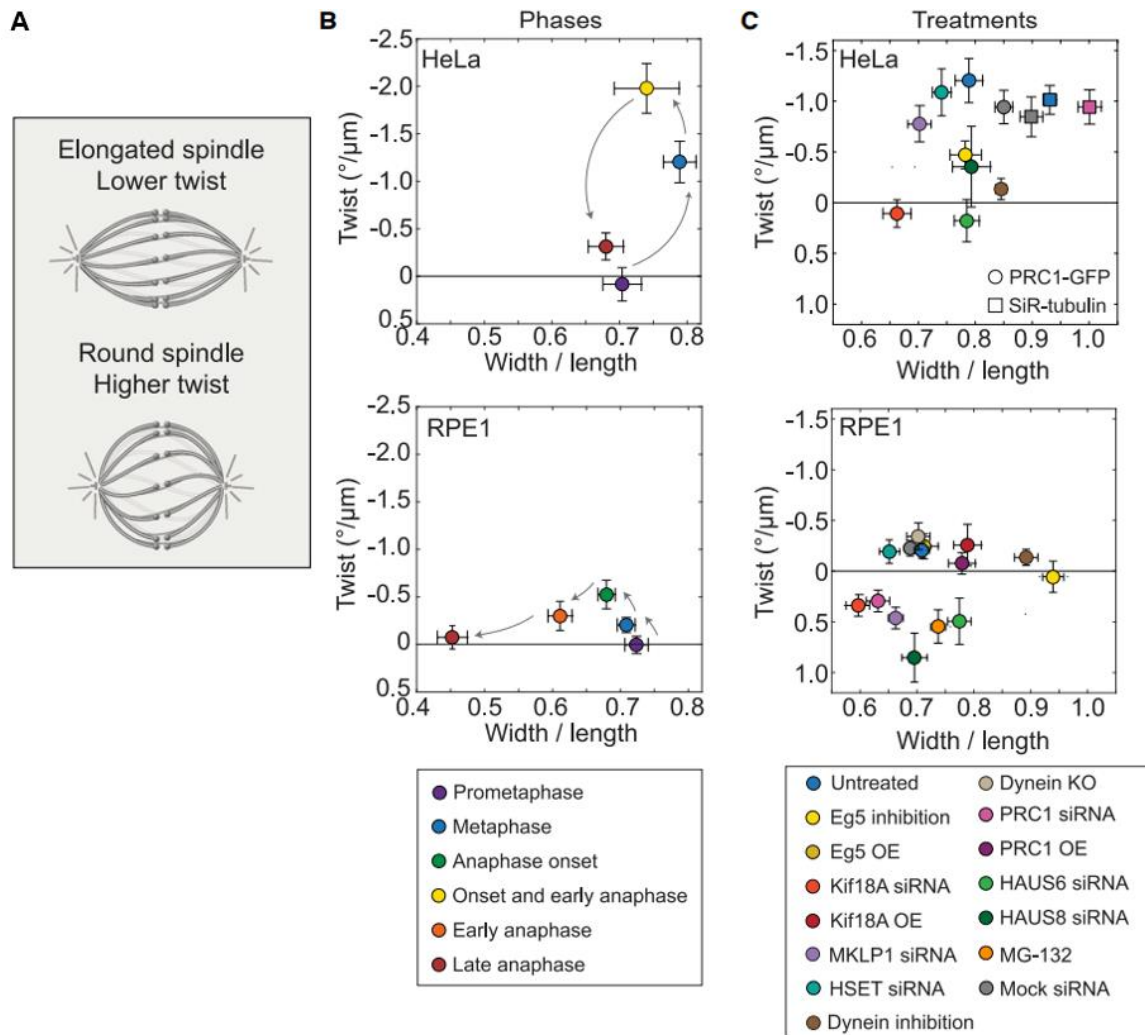 A
Elongated spindle
Lower twist
Round spindle
Higher twist
B
Phases
HeLa
Twist (°/µm)
-2.5
-2.0
-1.5
-1.0
-0.5
0
0.5
0.4 0.5 0.6 0.7 0.8
Width / length
RPE1
Twist (°/µm)
-2.5
-2.0
-1.5
-1.0
-0.5
0
0.5
0.4 0.5 0.6 0.7 0.8
Width / length
Prometaphase
Metaphase
Anaphase onset
Onset and early anaphase
Early anaphase
Late anaphase
C
Treatments
HeLa
Twist (°/µm)
-1.5
-1.0
-0.5
0
0.5
1.0
PRC1-GFP
SiR-tubulin
0.6 0.7 0.8 0.9 1.0
Width / length
RPE1
Twist (°/µm)
-1.5
-1.0
-0.5
0
0.5
1.0
0.6 0.7 0.8 0.9 1.0
Width / length
Untreated
Eg5 inhibition
Eg5 OE
Kif18A siRNA
Kif18A OE
MKLP1 siRNA
HSET siRNA
Dynein inhibition
Dynein KO
PRC1 siRNA
PRC1 OE
HAUS6 siRNA
HAUS8 siRNA
MG-132
Mock siRNA